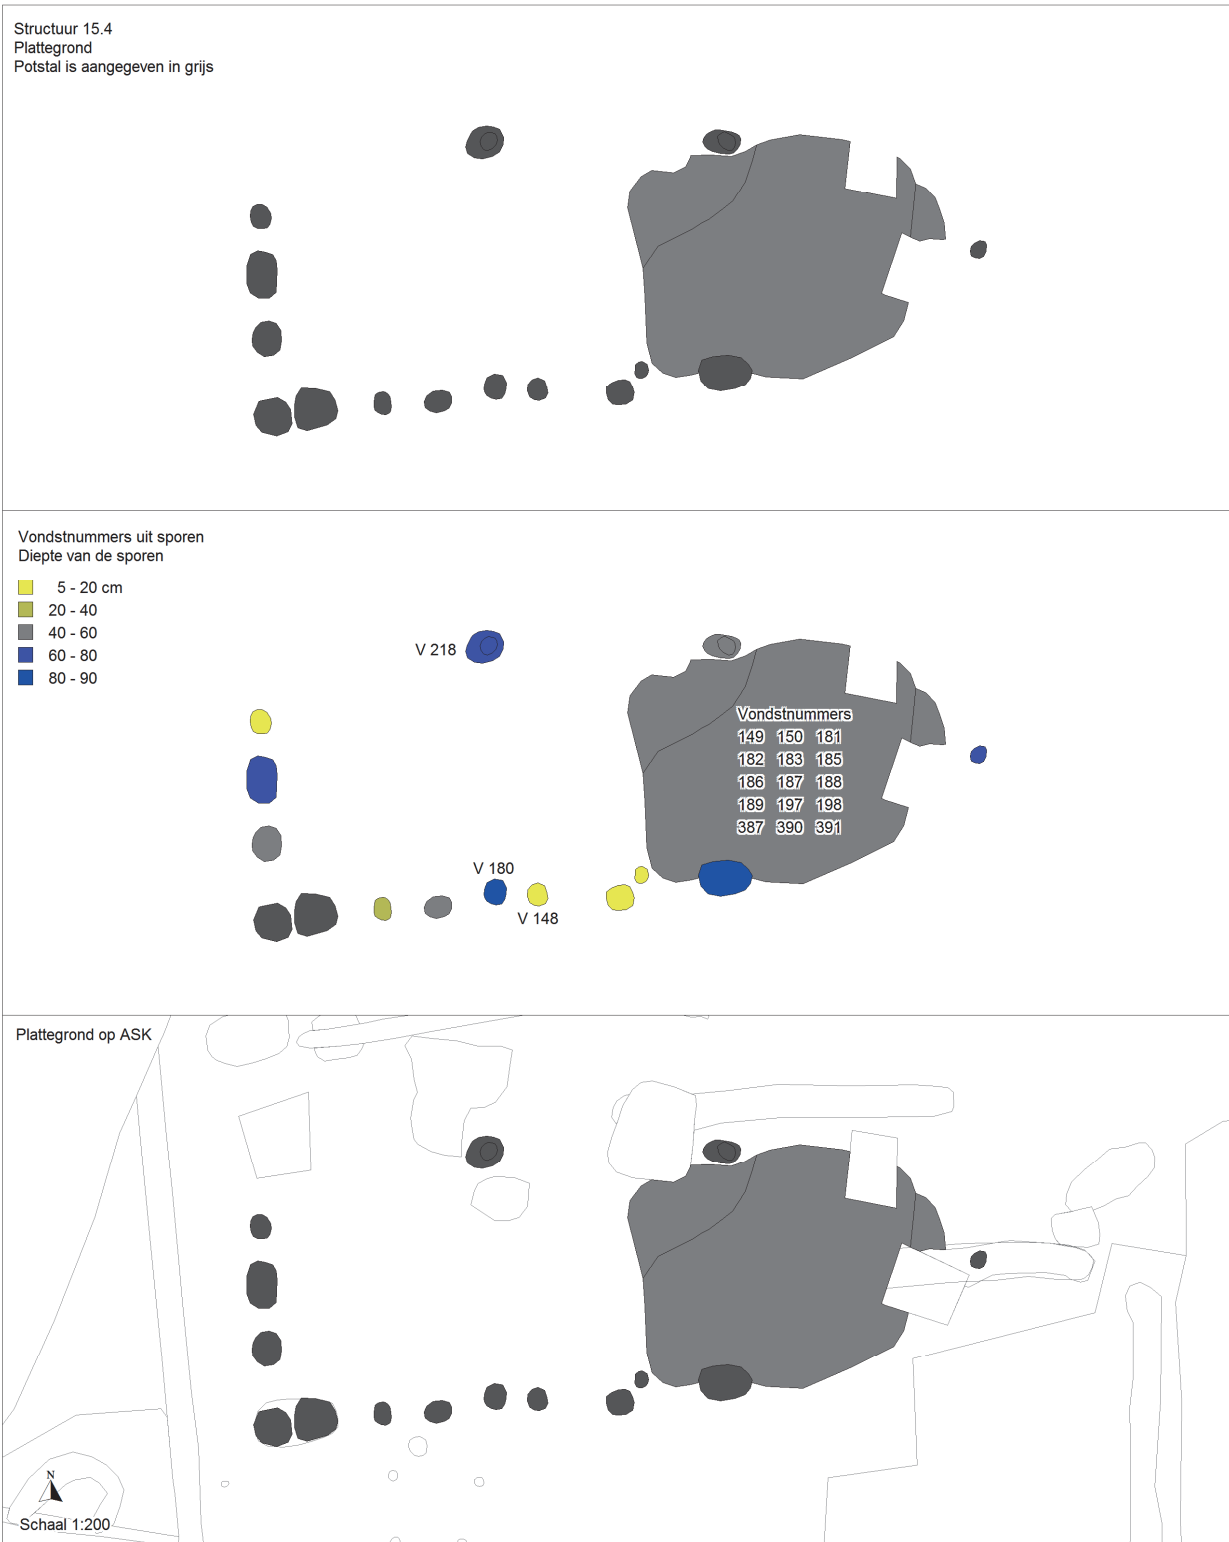 Structuur 15.4
Plattegrond
Potstal is aangegeven in grijs
Vondstnummers uit sporen
Diepte van de sporen
5 - 20 cm
20 - 40
40 - 60
60 - 80
80 - 90
V 218
Vondstnummers
149 150 181
182 183 185
186 187 188
189 197 198
387 390 391
V 180
V 148
Plattegrond op ASK
N
Schaal 1:200